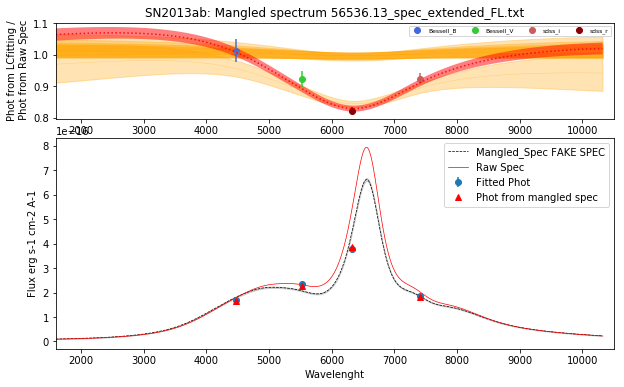 SN2013ab: Mangled spectrum 56536.13_spec_extended_FL.txt
Phot from LCfitting /
Phot from Raw Spec
1.1
1.0
0.9
0.8
Bessell_B
Bessell_V
sdss_i
sdss_r
2000 3000 4000 5000 6000 7000 8000 9000 10000
1e−16
Flux erg s-1 cm-2 A-1
8
7
6
5
4
3
2
1
0
Mangled_Spec FAKE SPEC
Raw Spec
Fitted Phot
Phot from mangled spec
2000 3000 4000 5000 6000 7000 8000 9000 10000
Wavelenght